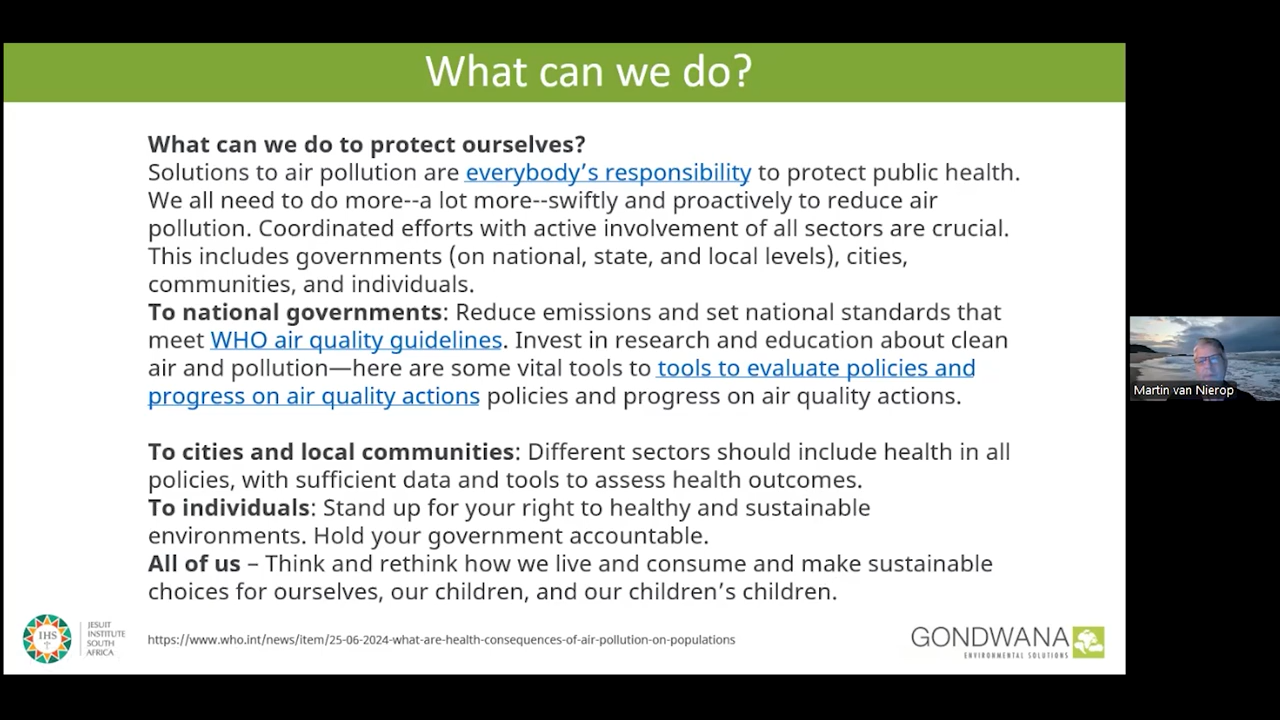 What can we do?
What can we do to protect ourselves?
Solutions to air pollution are everybody's responsibility to protect public health.
We all need to do more--a lot more--swiftly and proactively to reduce air
pollution. Coordinated efforts with active involvement of all sectors are crucial.
This includes governments (on national, state, and local levels), cities,
communities, and individuals.
To national governments: Reduce emissions and set national standards that
meet WHO air quality guidelines. Invest in research and education about clean
air and pollution—here are some vital tools to tools to evaluate policies and
progress on air quality actions policies and progress on air quality actions.
To cities and local communities: Different sectors should include health in all
policies, with sufficient data and tools to assess health outcomes.
To individuals: Stand up for your right to healthy and sustainable
environments. Hold your government accountable.
All of us – Think and rethink how we live and consume and make sustainable
choices for ourselves, our children, and our children's children.
IHS
JESUIT
INSTITUTE
SOUTH
AFRICA
https://www.who.int/news/item/25-06-2024-what-are-health-consequences-of-air-pollution-on-populations
GONDWANA
ENVIRONMENTAL SOLUTIONS
Martin van Nierop